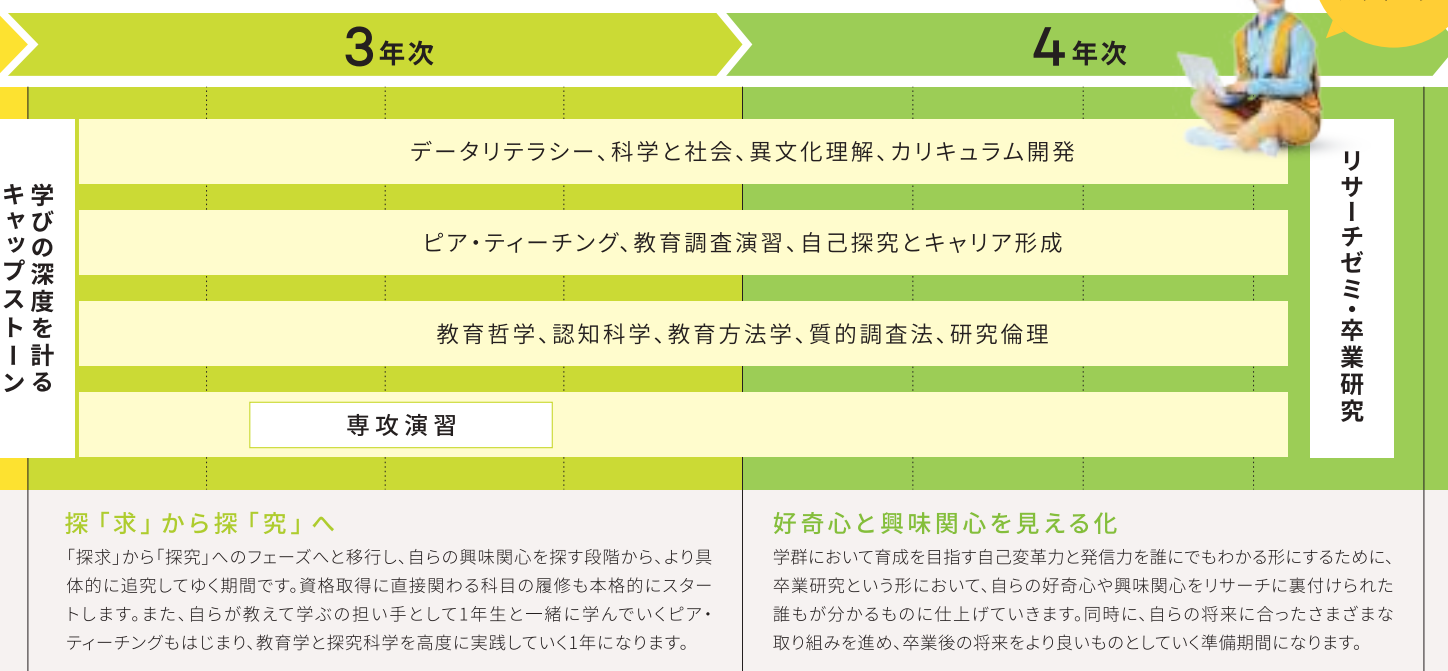 3年次
4年次
学びの深度を計る
キャップストーン
データリテラシー、科学と社会、異文化理解、カリキュラム開発
ピア・ティーチング、教育調査演習、自己探究とキャリア形成
教育哲学、認知科学、教育方法学、質的調査法、研究倫理
専攻演習
リサーチゼミ・卒業研究
探「求」から探「究」へ
「探求」から「探究」へのフェーズへと移行し、自らの興味関心を探す段階から、より具
体的に追究してゆく期間です。資格取得に直接関わる科目の履修も本格的にスター
トします。また、自らが教えて学ぶの担い手として1年生と一緒に学んでいくピア・
ティーチングもはじまり、教育学と探究科学を高度に実践していく1年になります。
好奇心と興味関心を見える化
学群において育成を目指す自己変革力と発信力を誰にでもわかる形にするために、
卒業研究という形において、自らの好奇心や興味関心をリサーチに裏付けられた
誰もが分かるものに仕上げていきます。同時に、自らの将来に合ったさまざまな
取り組みを進め、卒業後の将来をより良いものとしていく準備期間になります。